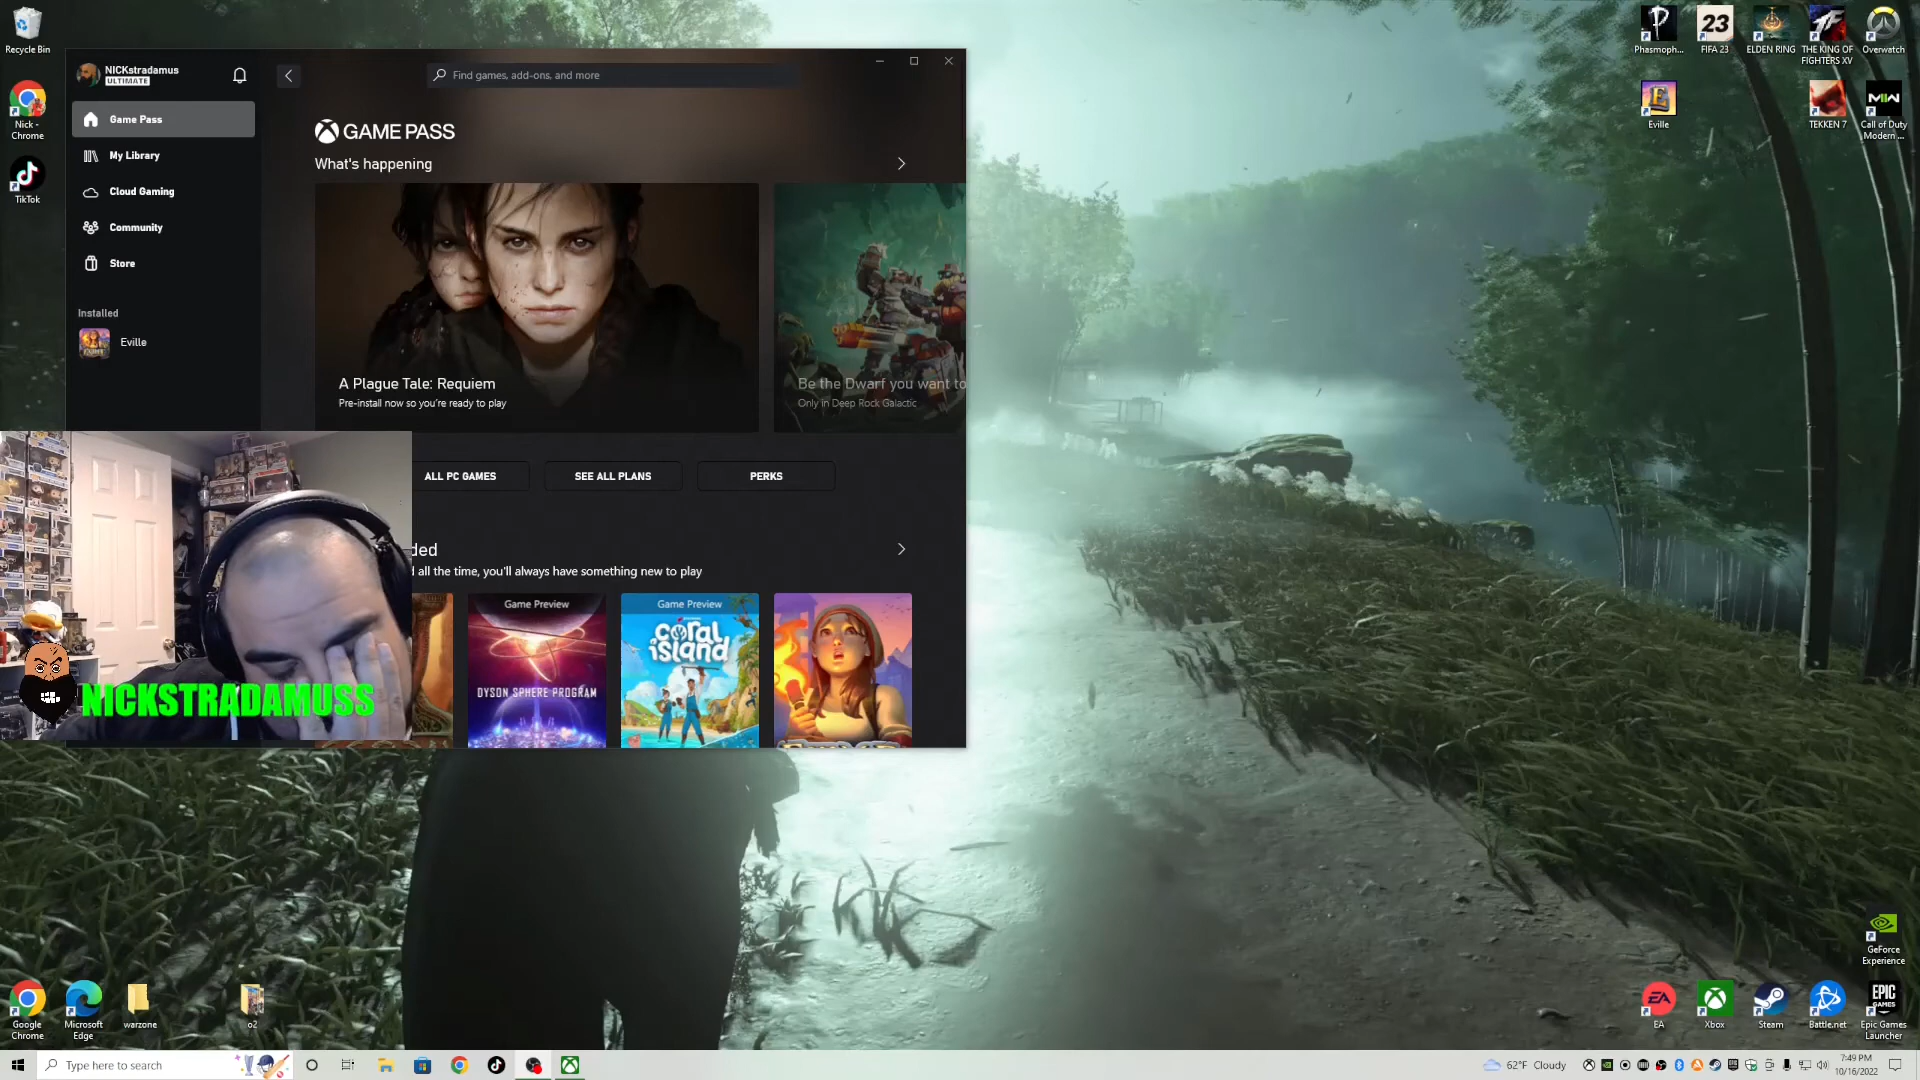 Recycle Bin
Nick -
Chrome
TikTok
NICKstradamus
ULTIMATE
Find games, add-ons, and more
Game Pass
My Library
Cloud Gaming
Community
Store
Installed
Eville
GAME PASS
What's happening
A Plague Tale: Requiem
Pre-install now so you're ready to play
Be the Dwarf you want to
Only in Deep Rock Galactic
ALL PC GAMES
SEE ALL PLANS
PERKS
ded
all the time, you'll always have something new to play
Game Preview
DYSON SPHERE PROGRAM
Game Preview
coral
island
NICKSTRADAMUSS
Phasmoph...
23
FIFA 23
ELDEN RING
THE KING OF
FIGHTERS XV
Overwatch
Eville
TEKKEN 7
MW
Call of Duty
Modern ...
GeForce
Experience
Google
Chrome
Microsoft
Edge
warzone
o2
EA
EA
Xbox
Steam
Battle.net
EPIC
GAMES
Epic Games
Launcher
Type here to search
62°F Cloudy
7:49 PM
10/16/2022